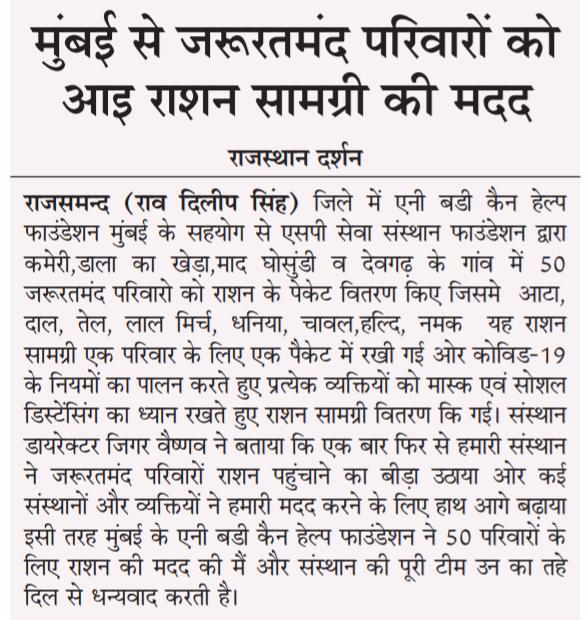 मुंबई से जरूरतमंद परिवारों को
आइ राशन सामग्री की मदद
राजस्थान दर्शन
राजसमन्द (राव दिलीप सिंह) जिले में एनी बडी कैन हेल्प
फाउंडेशन मुंबई के सहयोग से एसपी सेवा संस्थान फाउंडेशन द्वारा
कमेरी,डाला का खेड़ा,माद घोसुंडी व देवगढ़ के गांव में 50
जरूरतमंद परिवारो को राशन के पेकेट वितरण किए जिसमे आटा,
दाल, तेल, लाल मिर्च, धनिया, चावल,हल्दि, नमक यह राशन
सामग्री एक परिवार के लिए एक पैकेट में रखी गई ओर कोविड-19
के नियमों का पालन करते हुए प्रत्येक व्यक्तियों को मास्क एवं सोशल
डिस्टेंसिंग का ध्यान रखते हुए राशन सामग्री वितरण कि गई। संस्थान
डायरेक्टर जिगर वैष्णव ने बताया कि एक बार फिर से हमारी संस्थान
ने जरूरतमंद परिवारों राशन पहुंचाने का बीड़ा उठाया ओर कई
संस्थानों और व्यक्तियों ने हमारी मदद करने के लिए हाथ आगे बढ़ाया
इसी तरह मुंबई के एनी बडी कैन हेल्प फाउंडेशन ने 50 परिवारों के
लिए राशन की मदद की मैं और संस्थान की पूरी टीम उन का तहे
दिल से धन्यवाद करती है।